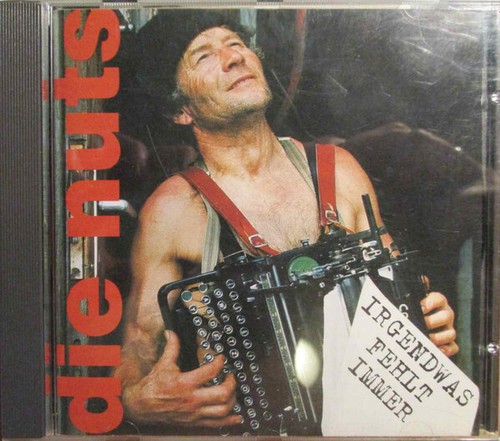 die nuts
IRGENDWAS
FEHLT
IMMER